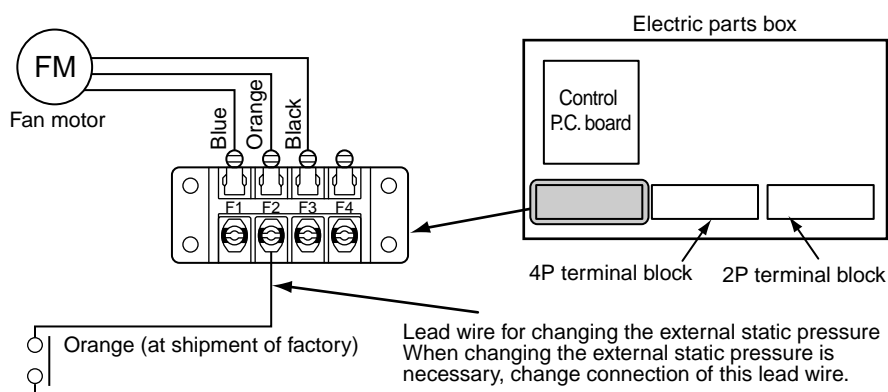 Electric parts box
FM
Fan motor
Blue
Orange
Black
Control
P.C. board
F1 F2 F3 F4
4P terminal block
2P terminal block
Orange (at shipment of factory)
Lead wire for changing the external static pressure
When changing the external static pressure is
necessary, change connection of this lead wire.